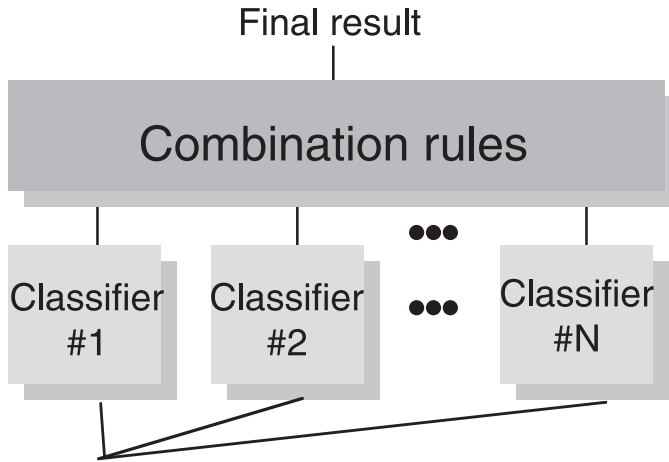 Final result
Combination rules
Classifier
#1
Classifier
#2
Classifier
#N